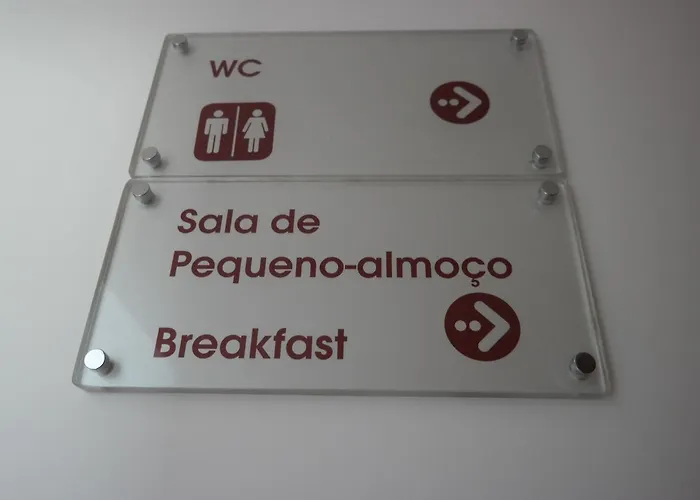 WC
Sala de
Pequeno-almoço
Breakfast